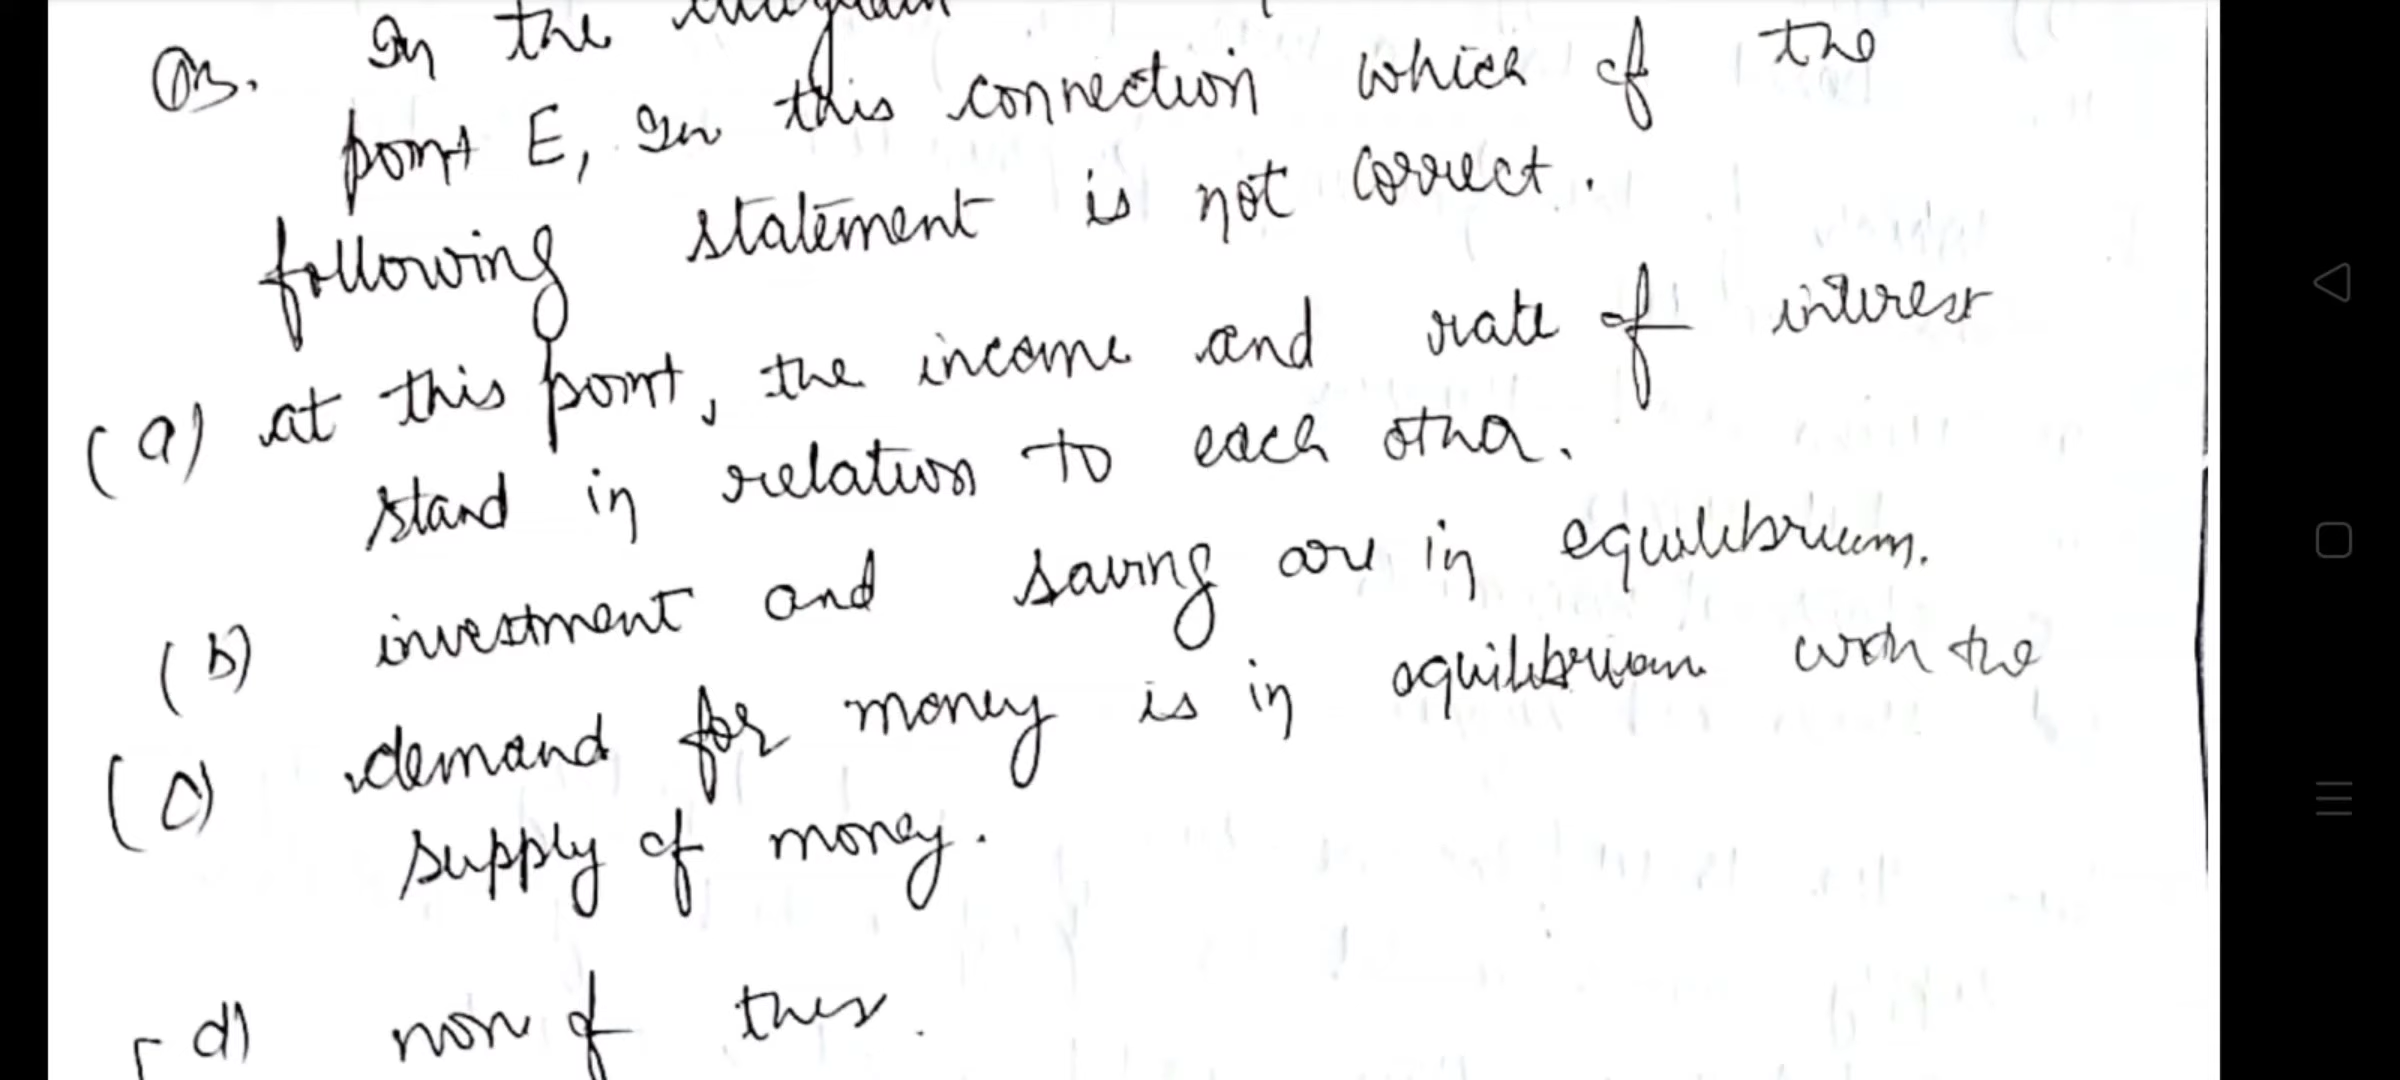 Q3. In the diagram
point E, In this connection which of the
following statement is not correct.
(a) at this point, the income and rate of interest
stand in relation to each other.
(b) investment and saving are in equilibrium.
(c) demand for money is in equilibrium with the
supply of money.
(d) non of these.